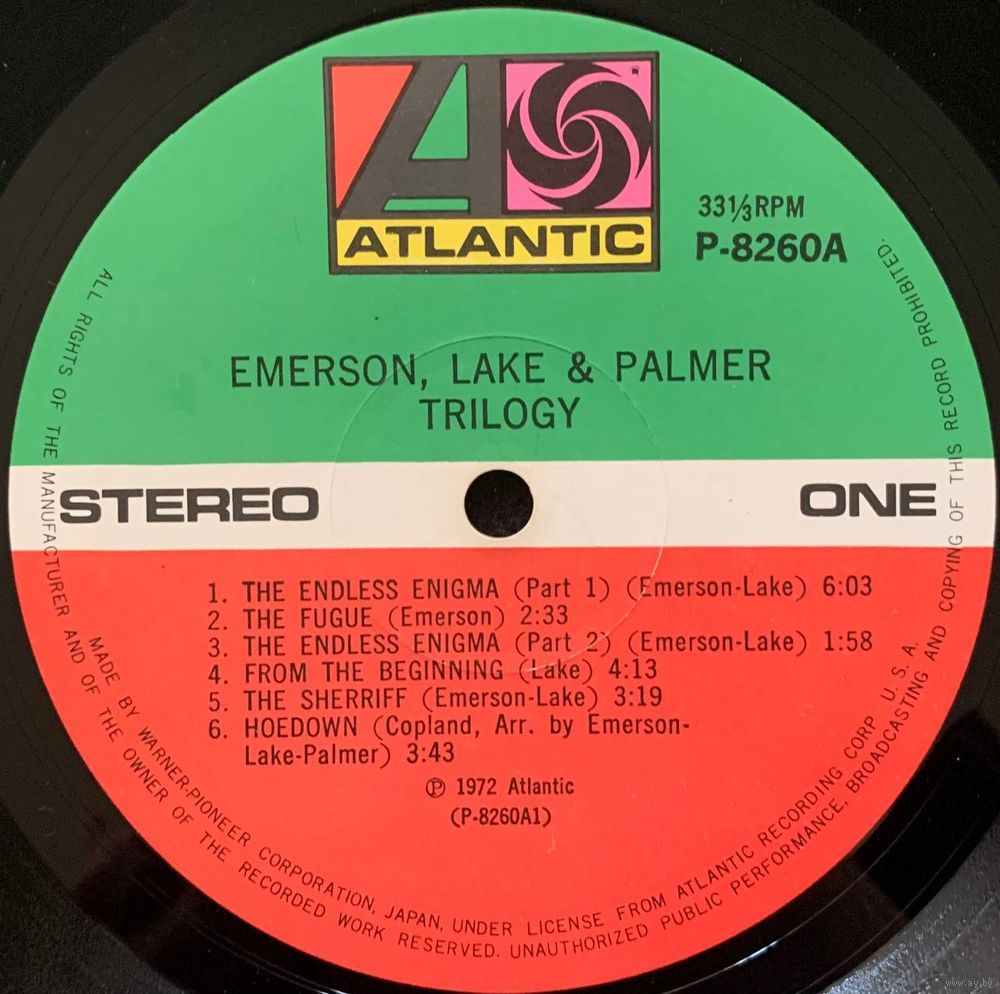 ATLANTIC
33⅓RPM
P-8260A
EMERSON, LAKE & PALMER
TRILOGY
STEREO
ONE
1. THE ENDLESS ENIGMA (Part 1) (Emerson-Lake) 6:03
2. THE FUGUE (Emerson) 2:33
3. THE ENDLESS ENIGMA (Part 2) (Emerson-Lake) 1:58
4. FROM THE BEGINNING (Lake) 4:13
5. THE SHERRIFF (Emerson-Lake) 3:19
6. HOEDOWN (Copland, Arr. by Emerson-
Lake-Palmer) 3:43
℗ 1972 Atlantic
(P-8260A1)
MADE BY WARNER-PIONEER CORPORATION, JAPAN, UNDER LICENSE FROM ATLANTIC RECORDING CORP U. S. A.
ALL RIGHTS OF THE MANUFACTURER AND OF THE OWNER OF THE RECORDED WORK RESERVED. UNAUTHORIZED PUBLIC PERFORMANCE, BROADCASTING AND COPYING OF THIS RECORD PROHIBITED.
www.ay.by